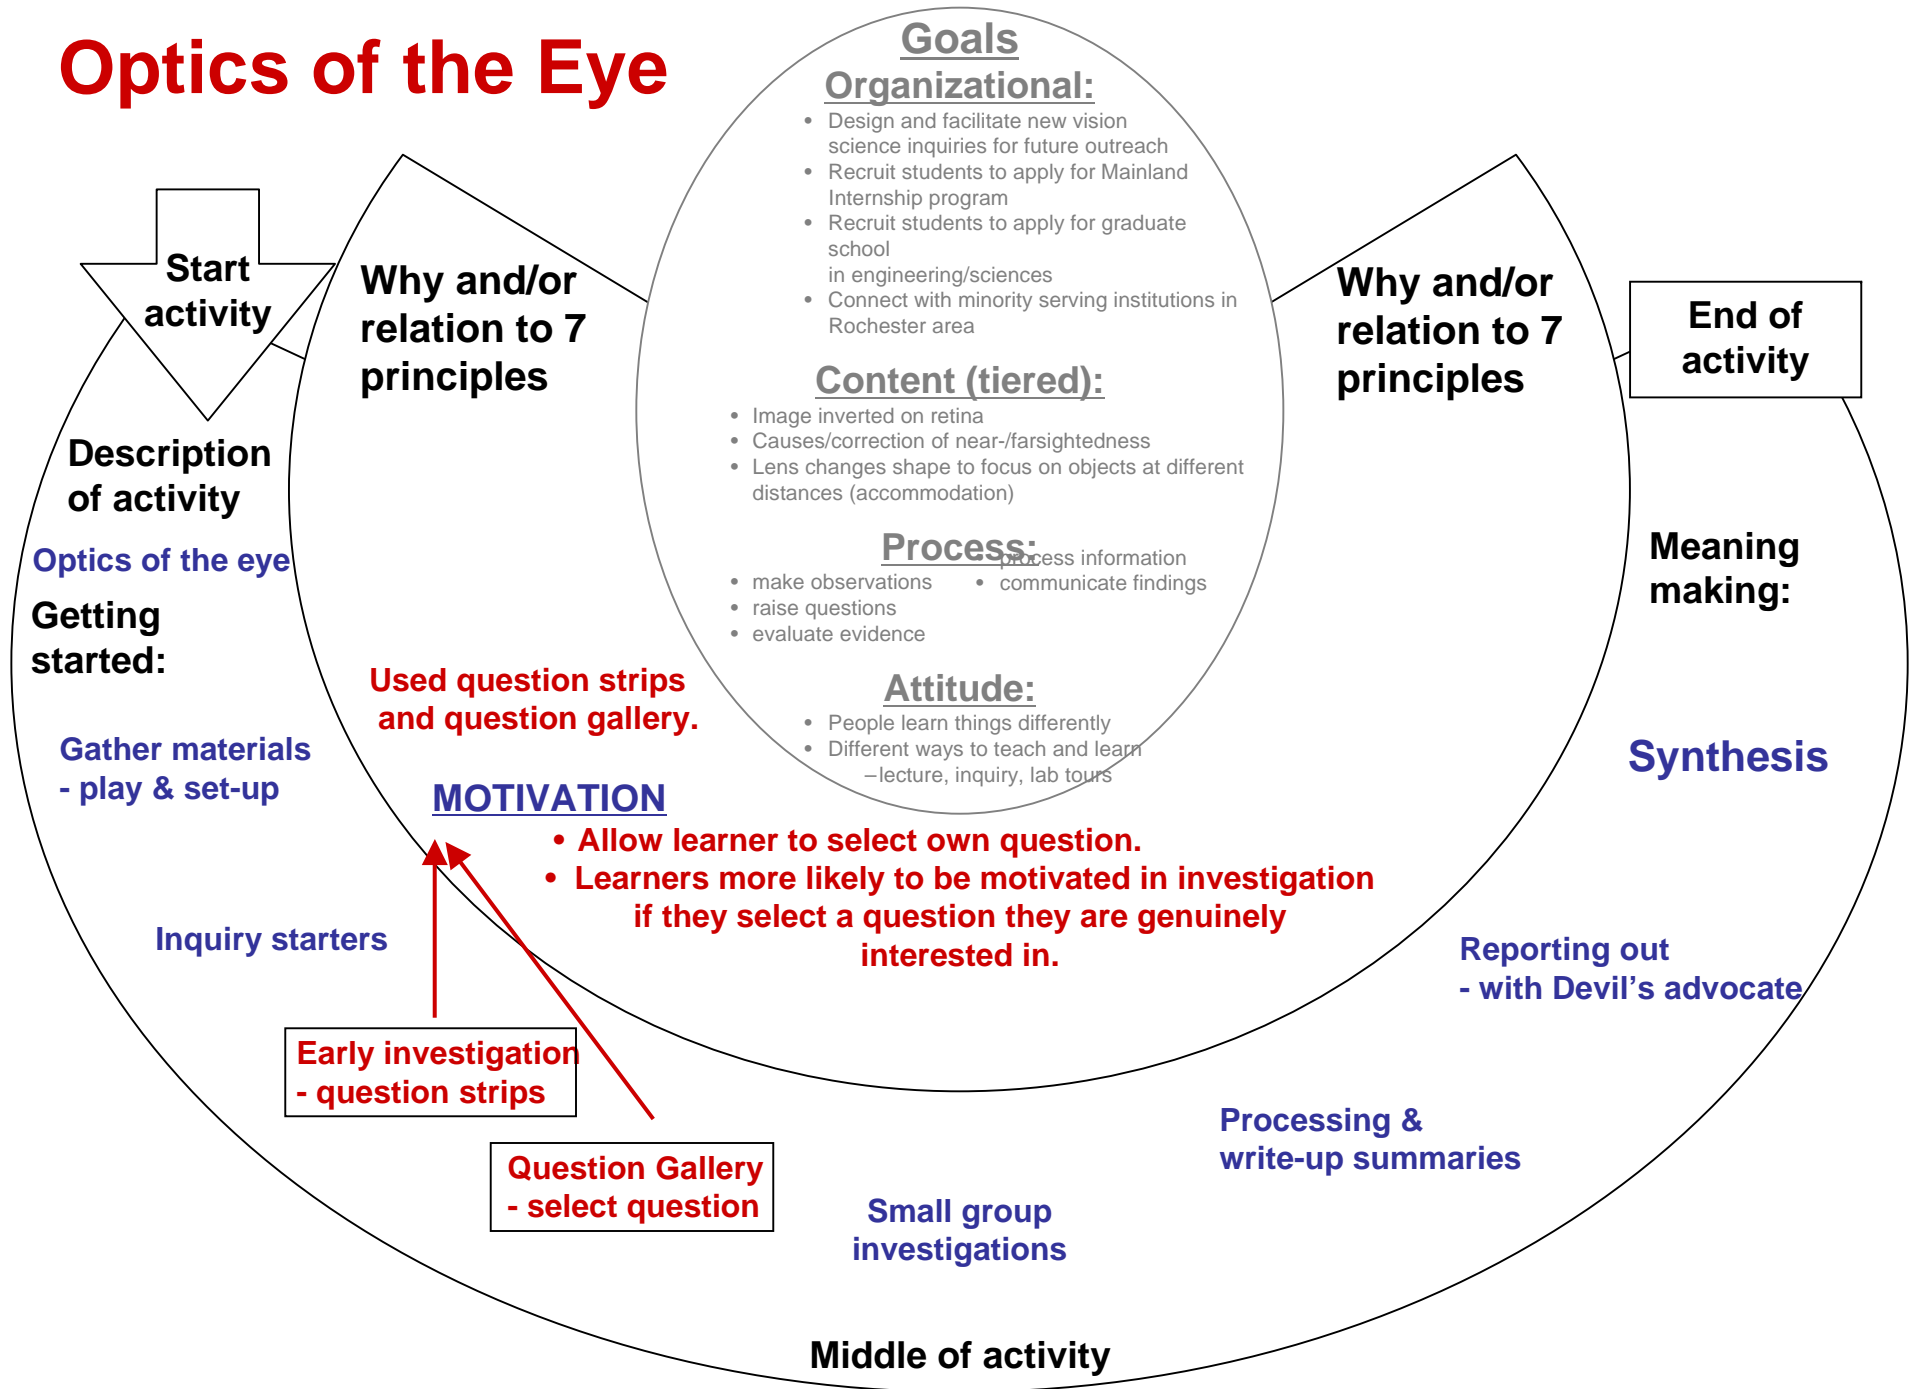 Optics of the Eye
Goals
Organizational:
• Design and facilitate new vision
science inquiries for future outreach
• Recruit students to apply for Mainland
Internship program
• Recruit students to apply for graduate
school
in engineering/sciences
• Connect with minority serving institutions in
Rochester area
Content (tiered):
• Image inverted on retina
• Causes/correction of near-/farsightedness
• Lens changes shape to focus on objects at different
distances (accommodation)
Process:
• make observations
• raise questions
• evaluate evidence
• process information
• communicate findings
Attitude:
• People learn things differently
• Different ways to teach and learn
–lecture, inquiry, lab tours
Start
activity
Why and/or
relation to 7
principles
Why and/or
relation to 7
principles
End of
activity
Description
of activity
Optics of the eye
Getting
started:
Gather materials
- play & set-up
Inquiry starters
Used question strips
and question gallery.
MOTIVATION
• Allow learner to select own question.
• Learners more likely to be motivated in investigation
if they select a question they are genuinely
interested in.
Early investigation
- question strips
Question Gallery
- select question
Small group
investigations
Processing &
write-up summaries
Reporting out
- with Devil's advocate
Synthesis
Meaning
making:
Middle of activity